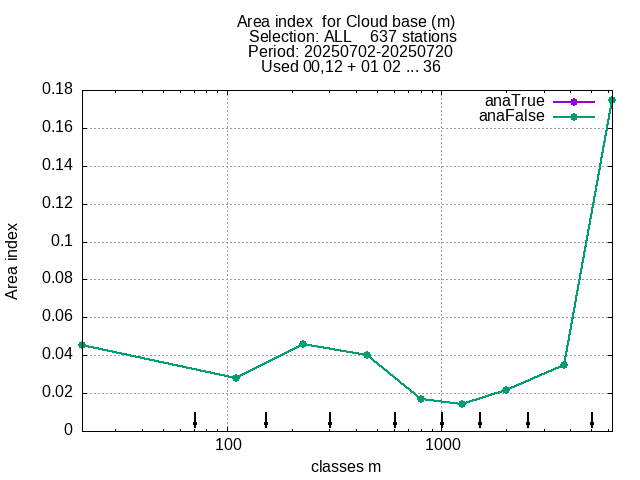 Area index  for Cloud base (m)
Selection: ALL    637 stations
Period: 20250702-20250720
Used 00,12 + 01 02 ... 36
anaTrue
anaFalse
0.18
0.16
0.14
0.12
0.1
0.08
0.06
0.04
0.02
0
Area index
100
1000
classes m